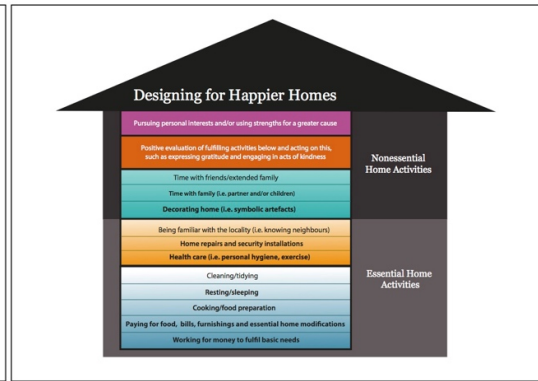 Designing for Happier Homes
Pursuing personal interests and/or using strengths for a greater cause
Positive evaluation of fulfilling activities below and acting on this,
such as expressing gratitude and engaging in acts of kindness
Nonessential
Home Activities
Time with friends/extended family
Time with family (i.e. partner and/or children)
Decorating home (i.e. symbolic artefacts)
Being familiar with the locality (i.e. knowing neighbours)
Home repairs and security installations
Health care (i.e. personal hygiene, exercise)
Essential Home
Activities
Cleaning/tidying
Resting/sleeping
Cooking/food preparation
Paying for food, bills, furnishings and essential home modifications
Working for money to fulfil basic needs